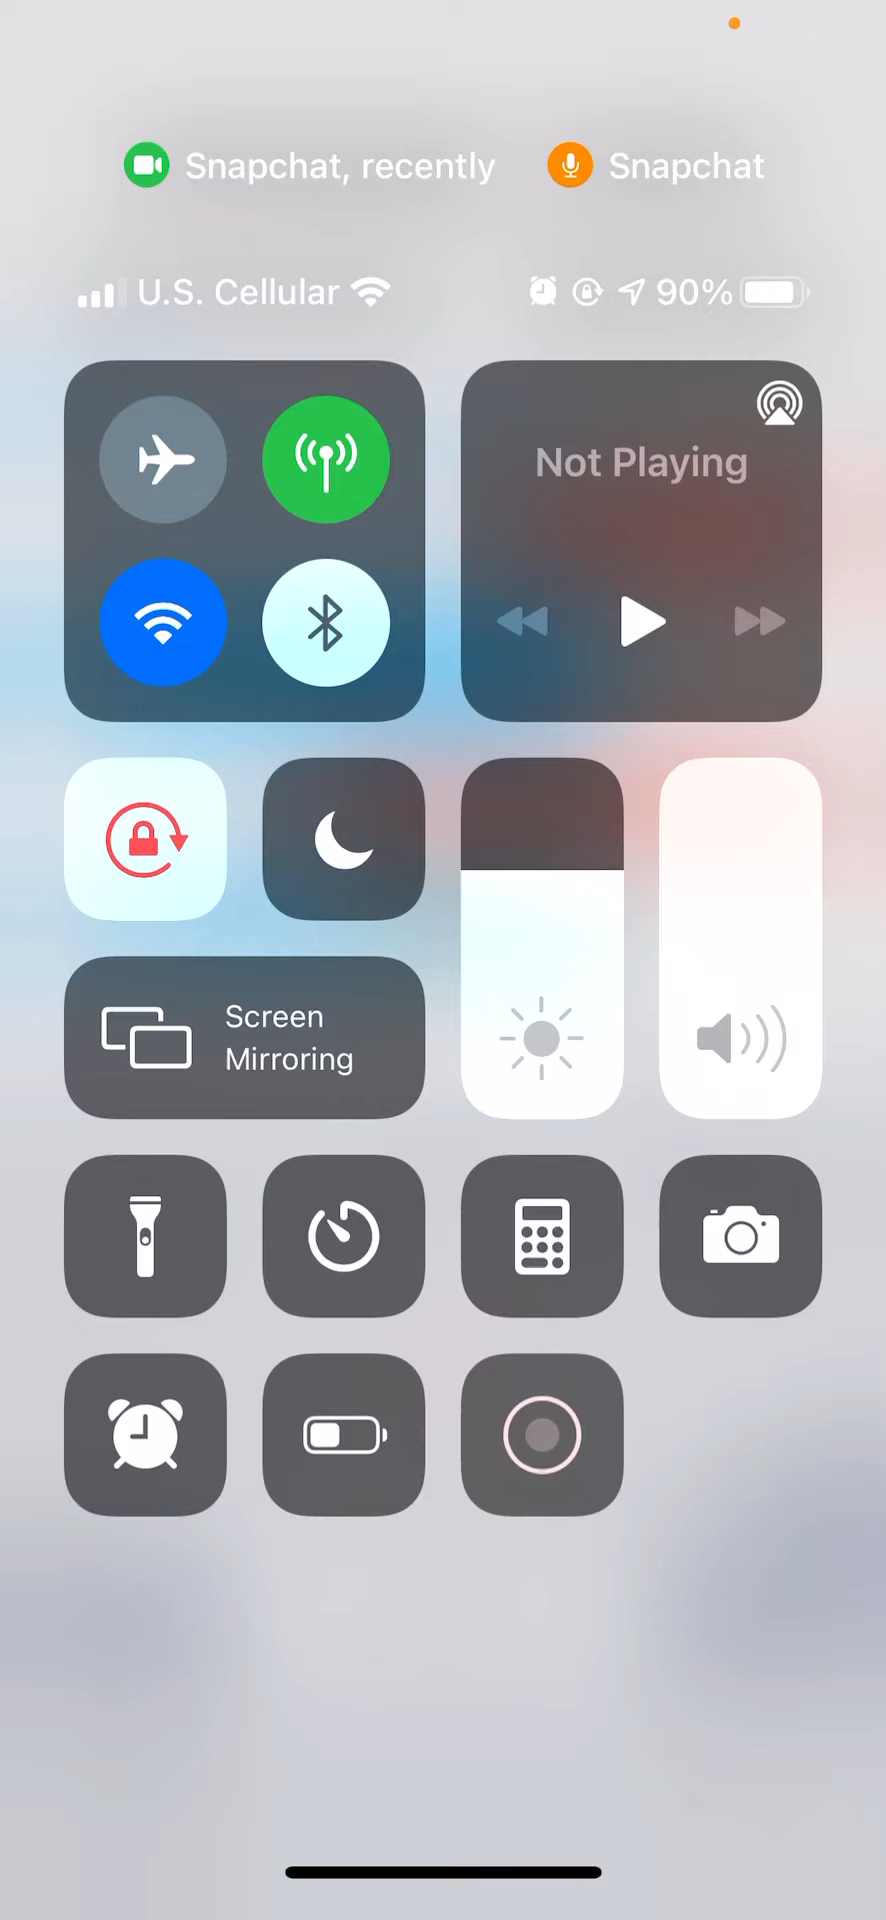 Snapchat, recently
Snapchat
U.S. Cellular
90%
Not Playing
Screen
Mirroring